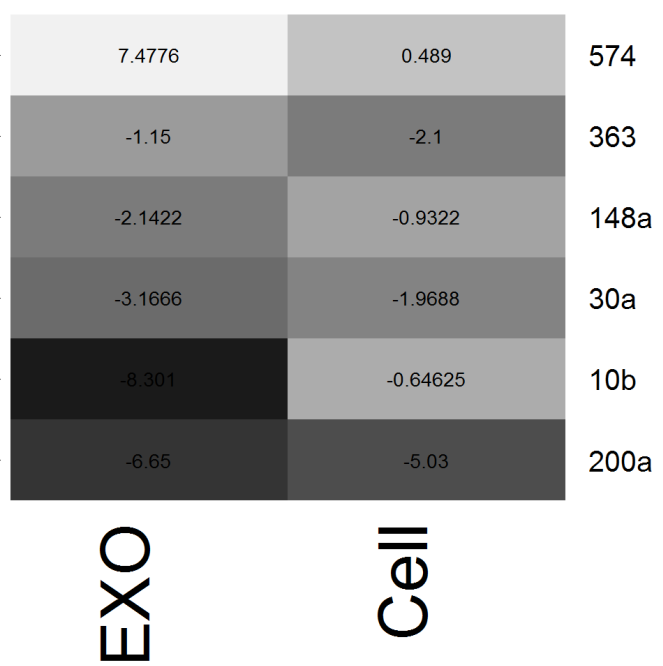 7.4776 0.489 574
-1.15 -2.1 363
-2.1422 -0.9322 148a
-3.1666 -1.9688 30a
-8.301 -0.64625 10b
-6.65 -5.03 200a
EXO Cell